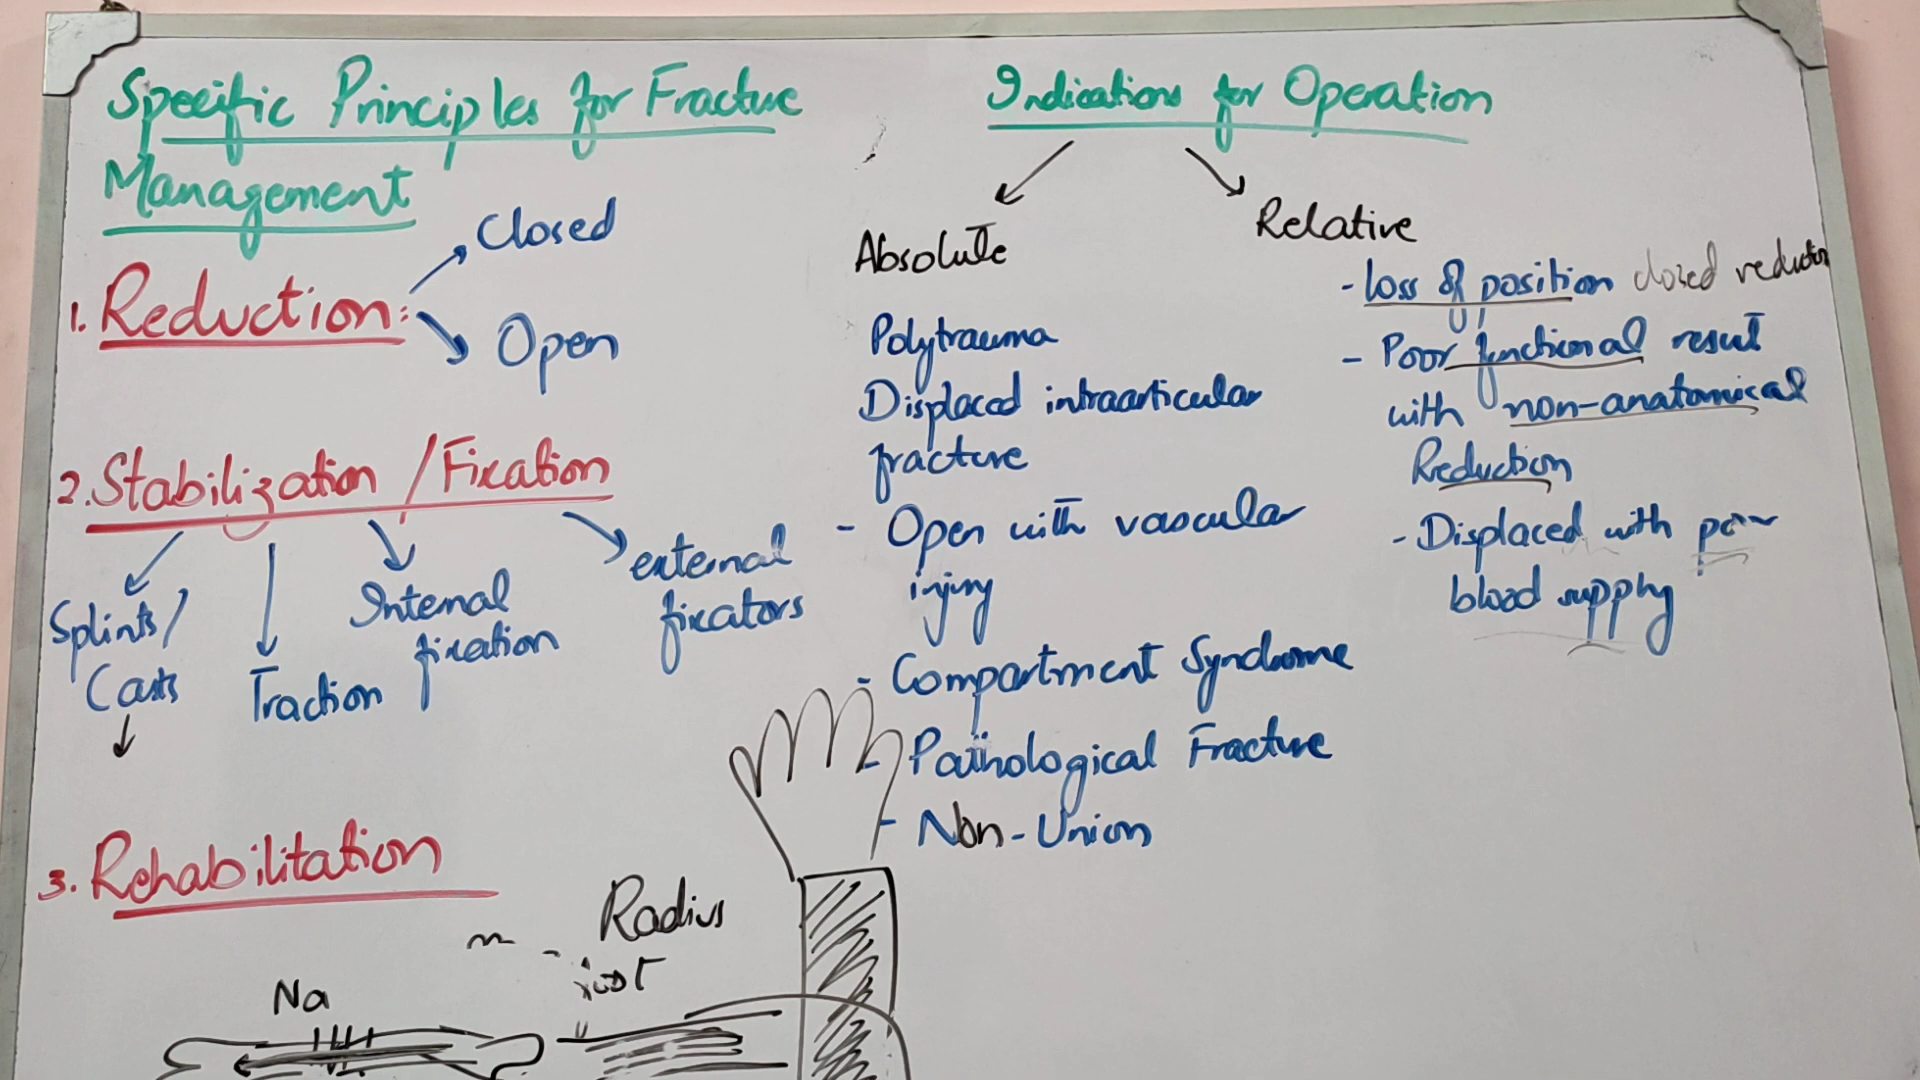 Specific Principles for Fracture
Management
1. Reduction:
Closed
Open
2. Stabilization / Fixation
Splints/
Casts
Traction
Internal
fixation
external
fixators
3. Rehabilitation
Radius
Na
Indications for Operation
Absolute
Polytrauma
Displaced intraarticular
fracture
- Open with vascular
injury
- Compartment Syndrome
- Pathological Fracture
- Non-Union
Relative
- loss of position closed reduction
- Poor functional result
with non-anatomical
Reduction
- Displaced with poor
blood supply